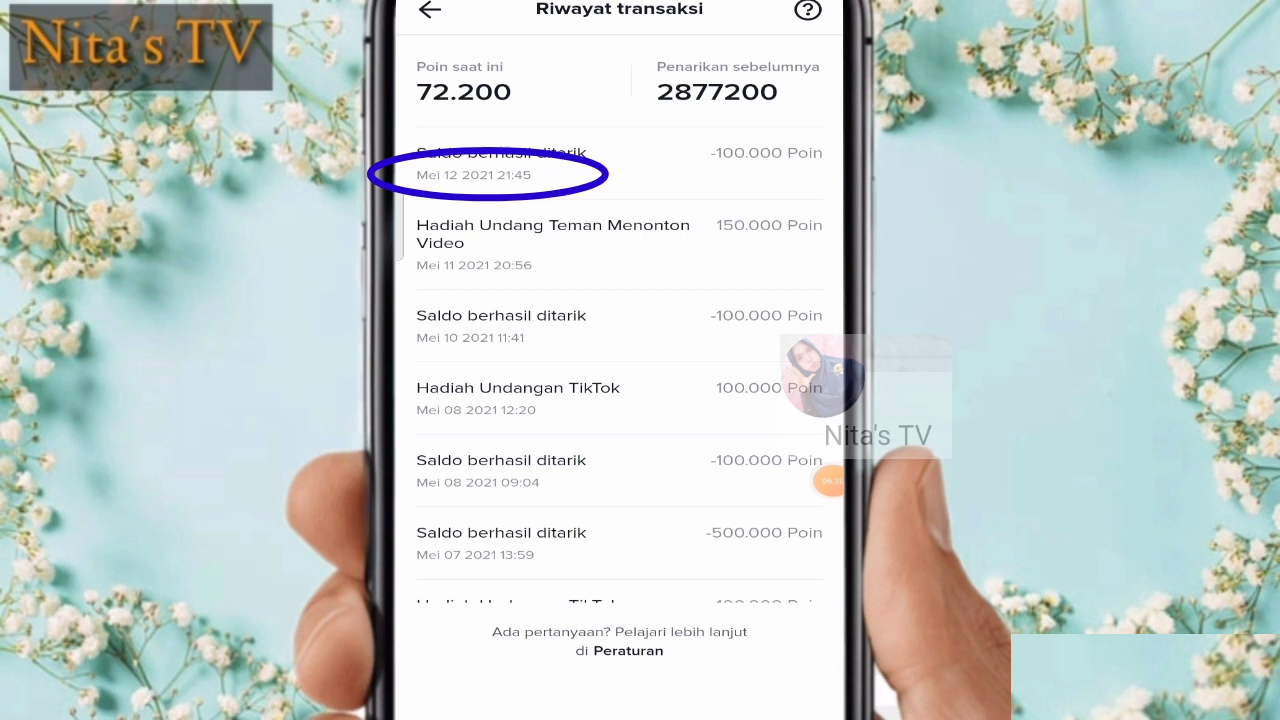 Nita's TV
Riwayat transaksi
?
Poin saat ini
Penarikan sebelumnya
72.200
2877200
Saldo berhasil ditarik
-100.000 Poin
Mei 12 2021 21:45
Hadiah Undang Teman Menonton
150.000 Poin
Video
Mei 11 2021 20:56
Saldo berhasil ditarik
-100.000 Poin
Mei 10 2021 11:41
Hadiah Undangan TikTok
100.000 Poin
Mei 08 2021 12:20
Nita's TV
Saldo berhasil ditarik
-100.000 Poin
Mei 08 2021 09:04
Saldo berhasil ditarik
-500.000 Poin
Mei 07 2021 13:59
Ada pertanyaan? Pelajari lebih lanjut
di Peraturan